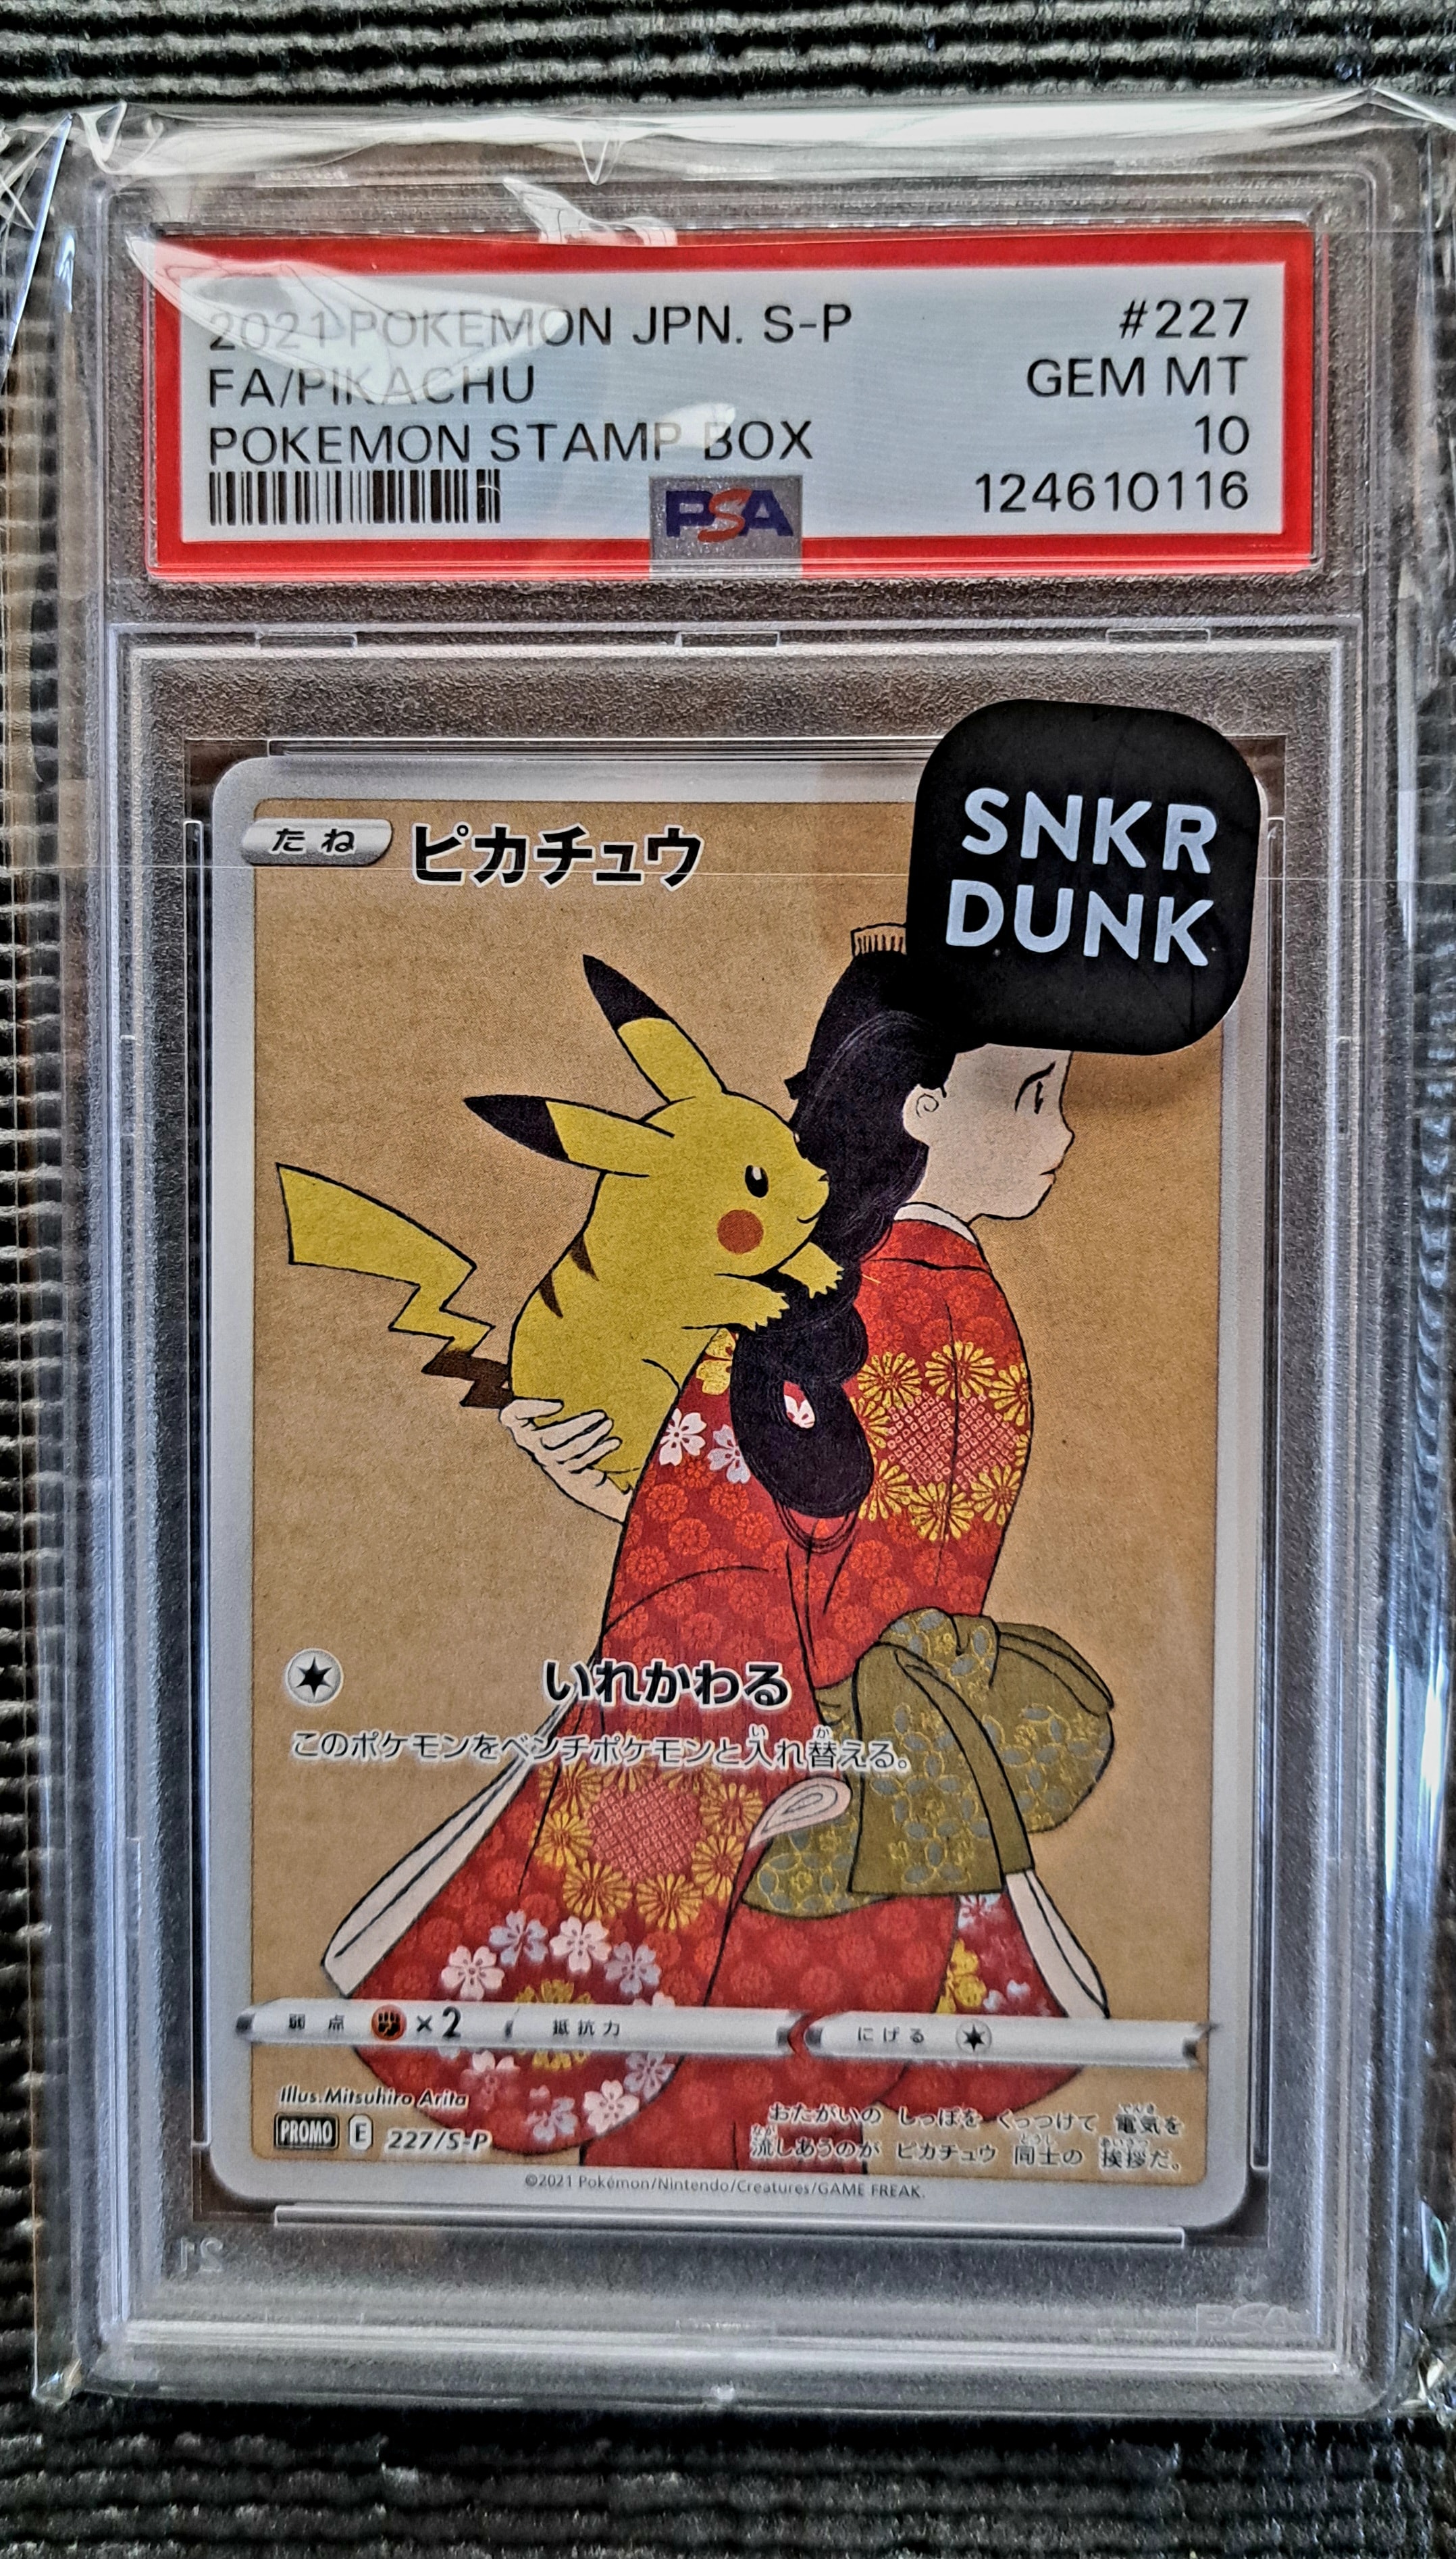 2021 POKEMON JPN. S-P #227
FA/PIKACHU GEM MT
POKEMON STAMP BOX 10
PSA 124610116
SNKR
DUNK
たね ピカチュウ
いれかわる
このポケモンをベンチポケモンと入れ替える。
弱点 ×2 抵抗力 にげる
Illus. Mitsuhiro Arita
PROMO E 227/S-P
おたがいの しっぽを くっつけて 電気を
流しあうのが ピカチュウ 同士の 挨拶だ。
©2021 Pokémon/Nintendo/Creatures/GAME FREAK.
PSA